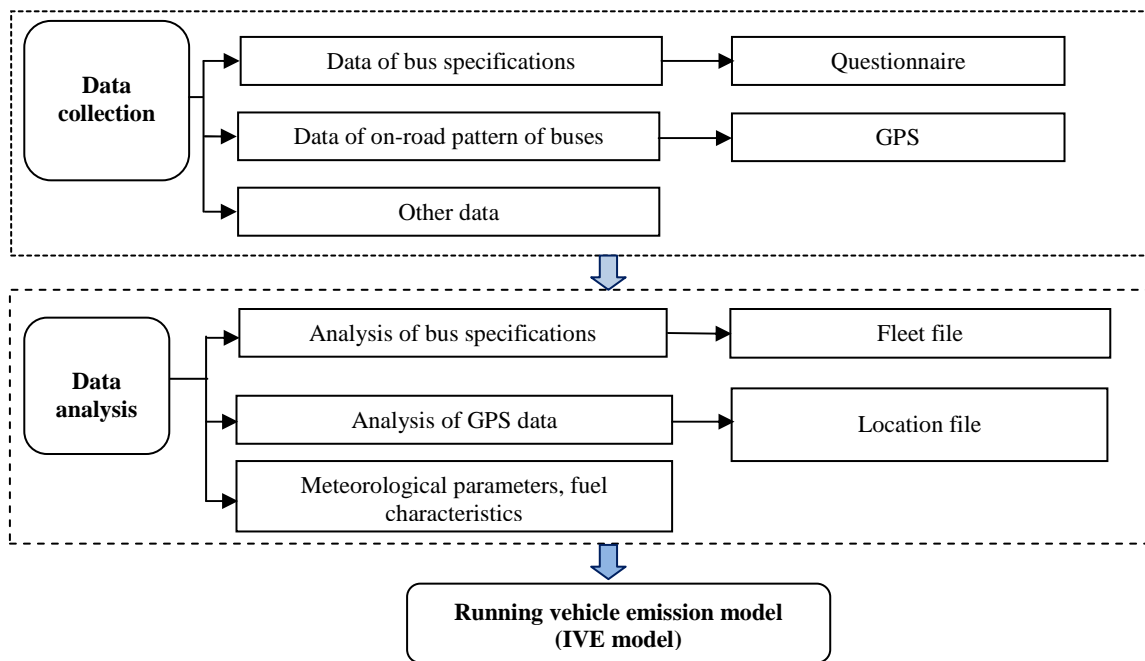 Data
collection
Data of bus specifications
Questionnaire
Data of on-road pattern of buses
GPS
Other data
Data
analysis
Analysis of bus specifications
Fleet file
Analysis of GPS data
Location file
Meteorological parameters, fuel
characteristics
Running vehicle emission model
(IVE model)